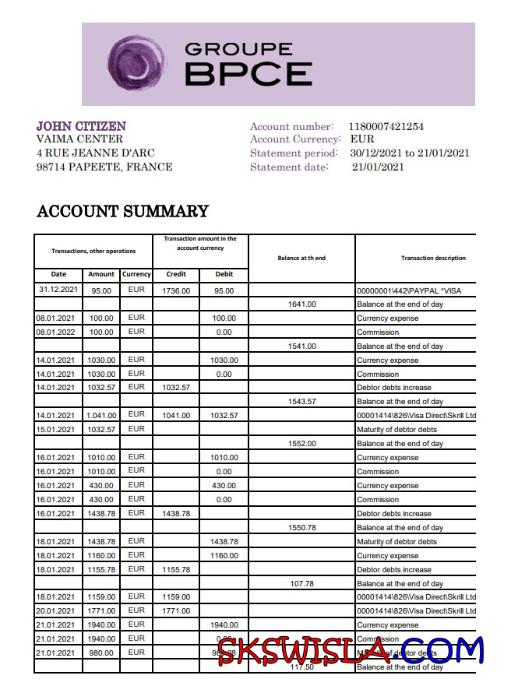 GROUPE
BPCE
JOHN CITIZEN
VAIMA CENTER
4 RUE JEANNE D'ARC
98714 PAPEETE, FRANCE
Account number: 1180007421254
Account Currency: EUR
Statement period: 30/12/2021 to 21/01/2021
Statement date: 21/01/2021
ACCOUNT SUMMARY
Transactions, other operations Transaction amount in the account currency Balance at th end Transaction description
Date Amount Currency Credit Debit
31.12.2021 95.00 EUR 1736.00 95.00 00000001\442\PAYPAL *VISA
1641.00 Balance at the end of day
08.01.2021 100.00 EUR 100.00 Currency expense
08.01.2022 100.00 EUR 0.00 Commission
1541.00 Balance at the end of day
14.01.2021 1030.00 EUR 1030.00 Currency expense
14.01.2021 1030.00 EUR 0.00 Commission
14.01.2021 1032.57 EUR 1032.57 Debtor debts increase
1543.57 Balance at the end of day
14.01.2021 1.041.00 EUR 1041.00 1032.57 00001414\826\Visa Direct\Skrill Ltd
15.01.2021 1032.57 EUR Maturity of debtor debts
1552.00 Balance at the end of day
16.01.2021 1010.00 EUR 1010.00 Currency expense
16.01.2021 1010.00 EUR 0.00 Commission
16.01.2021 430.00 EUR 430.00 Currency expense
16.01.2021 430.00 EUR 0.00 Commission
16.01.2021 1438.78 EUR 1438.78 Debtor debts increase
1550.78 Balance at the end of day
18.01.2021 1438.78 EUR 1438.78 Maturity of debtor debts
18.01.2021 1160.00 EUR 1160.00 Currency expense
18.01.2021 1155.78 EUR 1155.78 Debtor debts increase
107.78 Balance at the end of day
18.01.2021 1159.00 EUR 1159.00 00001414\826\Visa Direct\Skrill Ltd
20.01.2021 1771.00 EUR 1771.00 00001414\826\Visa Direct\Skrill Ltd
21.01.2021 1940.00 EUR 1940.00 Currency expense
21.01.2021 1940.00 EUR Commission
21.01.2021 980.00 EUR debtor debts
117.50 Balance at the end of day
SKSWISLA.COM